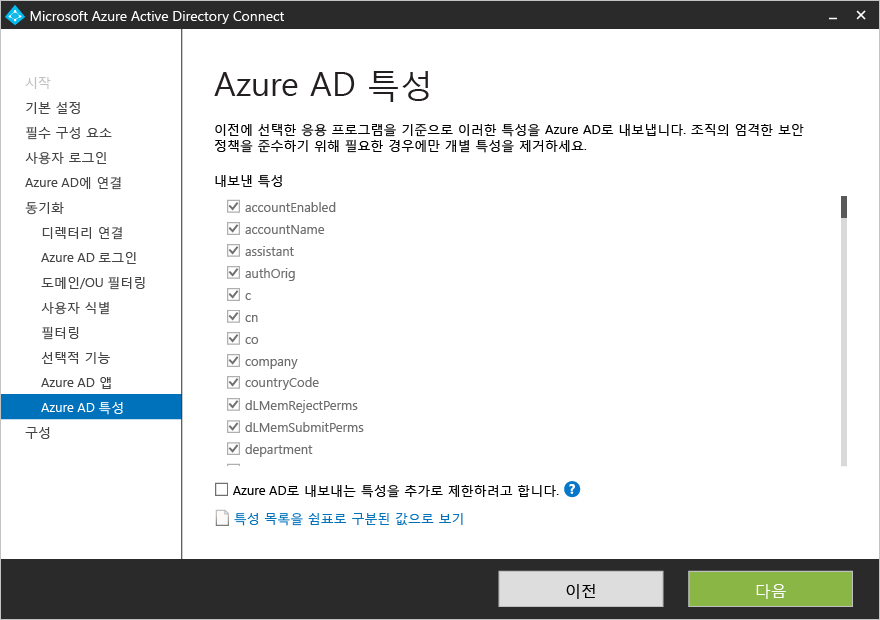 Microsoft Azure Active Directory Connect
시작
기본 설정
필수 구성 요소
사용자 로그인
Azure AD에 연결
동기화
디렉터리 연결
Azure AD 로그인
도메인/OU 필터링
사용자 식별
필터링
선택적 기능
Azure AD 앱
Azure AD 특성
구성
Azure AD 특성
이전에 선택한 응용 프로그램을 기준으로 이러한 특성을 Azure AD로 내보냅니다. 조직의 엄격한 보안
정책을 준수하기 위해 필요한 경우에만 개별 특성을 제거하세요.
내보낸 특성
accountEnabled
accountName
assistant
authOrig
c
cn
co
company
countryCode
dLMemRejectPerms
dLMemSubmitPerms
department
Azure AD로 내보내는 특성을 추가로 제한하려고 합니다. ?
특성 목록을 쉼표로 구분된 값으로 보기
이전
다음